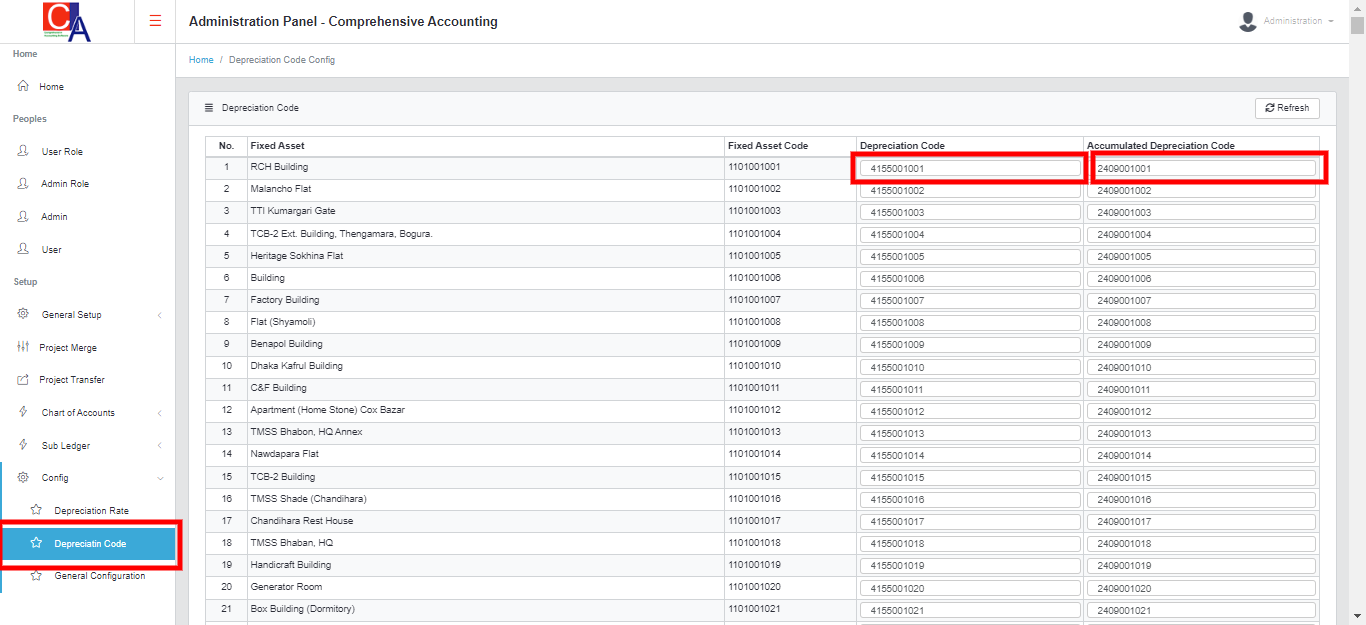 CA
Administration Panel - Comprehensive Accounting
Administration
Home
Home / Depreciation Code Config
Home
Peoples
User Role
Admin Role
Admin
User
Setup
General Setup
Project Merge
Project Transfer
Chart of Accounts
Sub Ledger
Config
Depreciation Rate
Depreciatin Code
General Configuration
Depreciation Code
Refresh
No. Fixed Asset Fixed Asset Code Depreciation Code Accumulated Depreciation Code
1 RCH Building 1101001001 4155001001 2409001001
2 Malancho Flat 1101001002 4155001002 2409001002
3 TTI Kumargari Gate 1101001003 4155001003 2409001003
4 TCB-2 Ext. Building, Thengamara, Bogura. 1101001004 4155001004 2409001004
5 Heritage Sokhina Flat 1101001005 4155001005 2409001005
6 Building 1101001006 4155001006 2409001006
7 Factory Building 1101001007 4155001007 2409001007
8 Flat (Shyamoli) 1101001008 4155001008 2409001008
9 Benapol Building 1101001009 4155001009 2409001009
10 Dhaka Kafrul Building 1101001010 4155001010 2409001010
11 C&F Building 1101001011 4155001011 2409001011
12 Apartment (Home Stone) Cox Bazar 1101001012 4155001012 2409001012
13 TMSS Bhabon, HQ Annex 1101001013 4155001013 2409001013
14 Nawdapara Flat 1101001014 4155001014 2409001014
15 TCB-2 Building 1101001015 4155001015 2409001015
16 TMSS Shade (Chandihara) 1101001016 4155001016 2409001016
17 Chandihara Rest House 1101001017 4155001017 2409001017
18 TMSS Bhaban, HQ 1101001018 4155001018 2409001018
19 Handicraft Building 1101001019 4155001019 2409001019
20 Generator Room 1101001020 4155001020 2409001020
21 Box Building (Dormitory) 1101001021 4155001021 2409001021